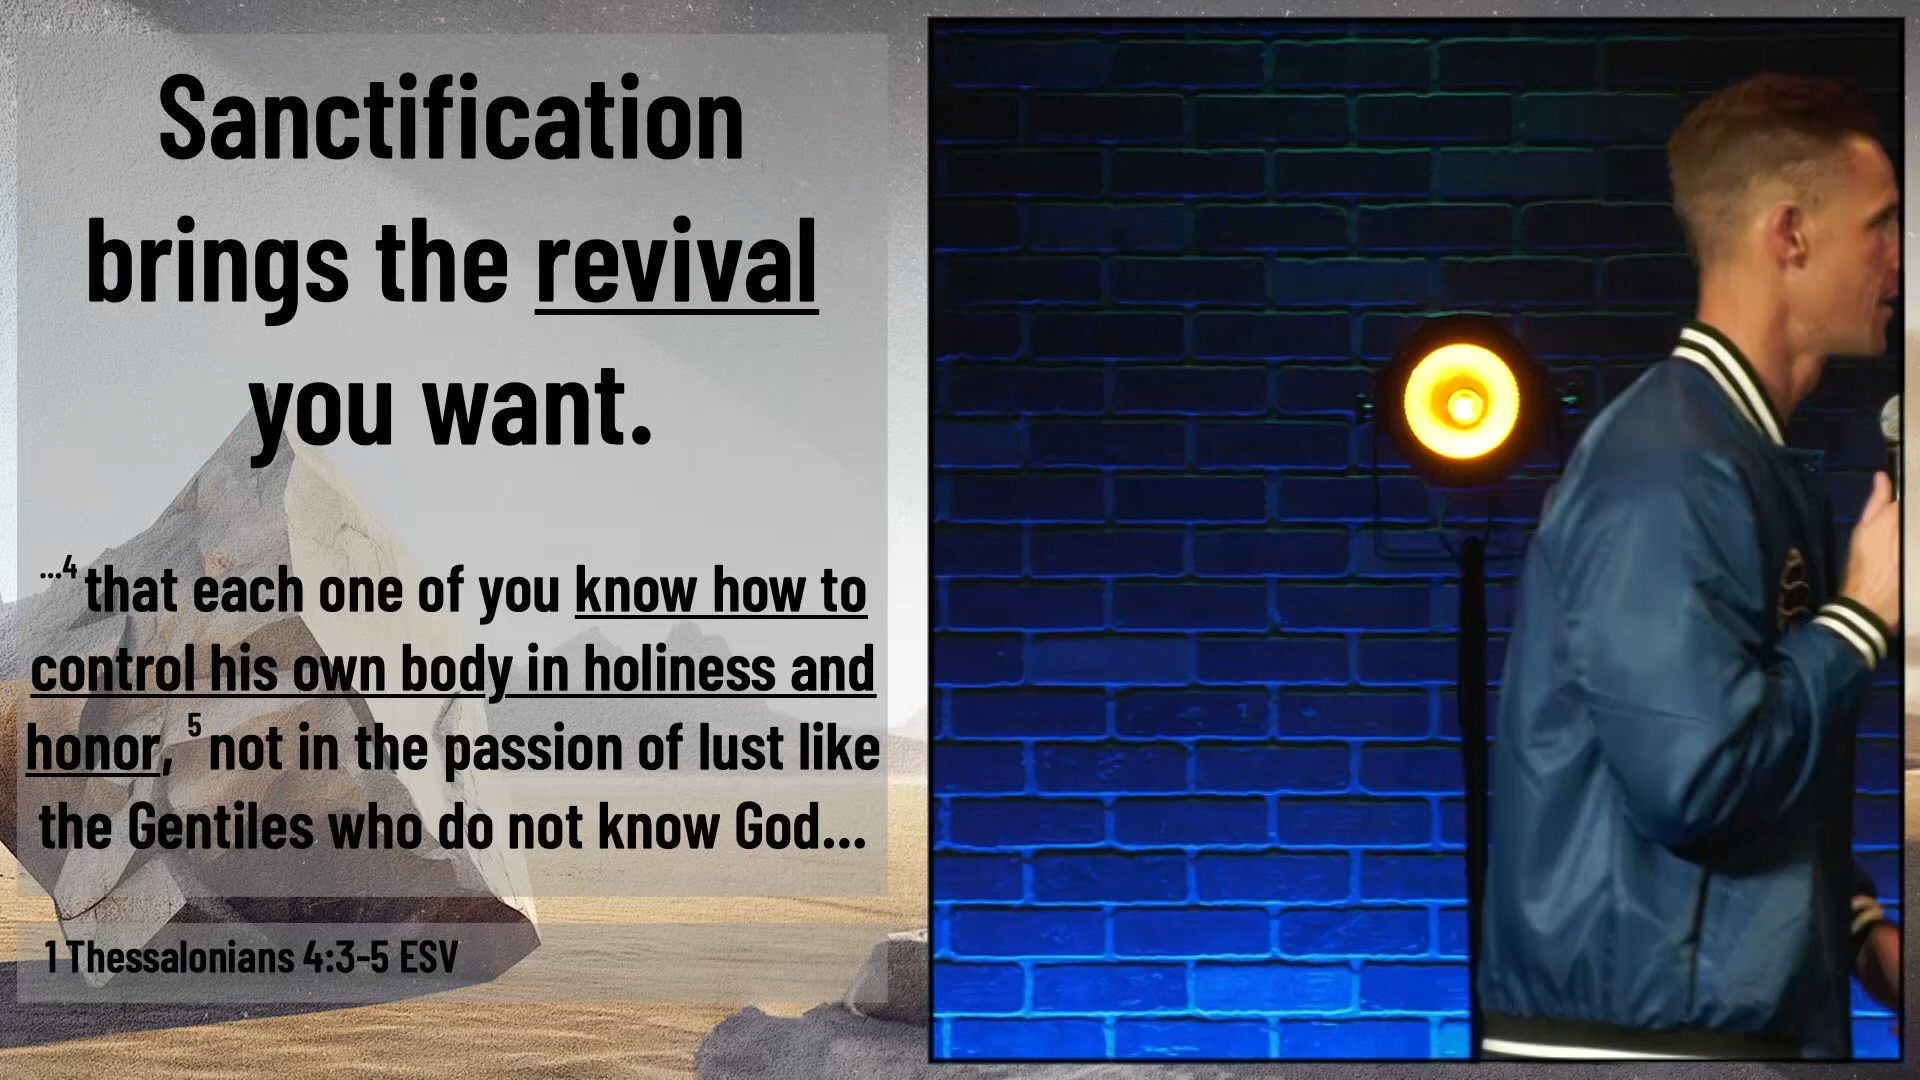 Sanctification
brings the revival
you want.
...4 that each one of you know how to
control his own body in holiness and
honor, 5 not in the passion of lust like
the Gentiles who do not know God...
1 Thessalonians 4:3-5 ESV